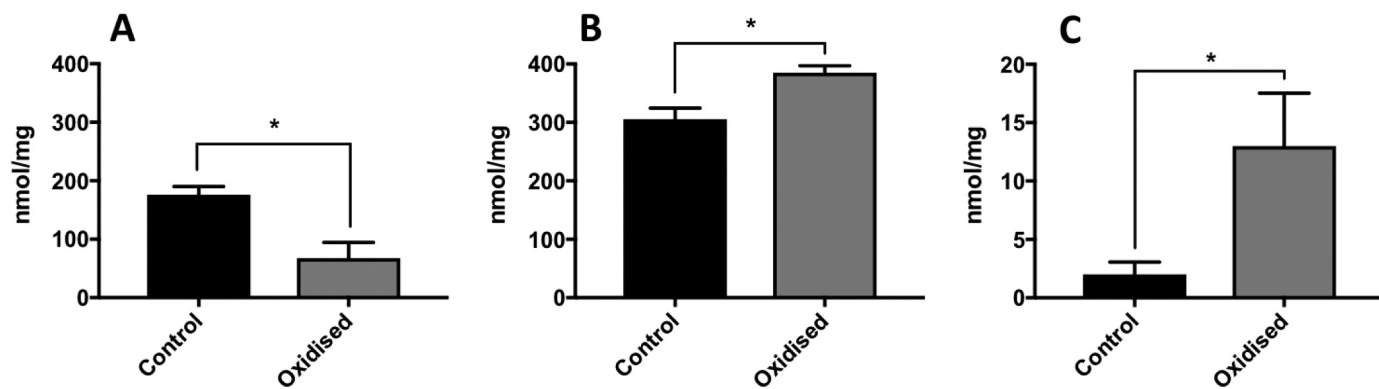 A
nmol/mg
400
300
200
100
0
*
Control
Oxidised
B
nmol/mg
400
300
200
100
0
*
Control
Oxidised
C
nmol/mg
20
15
10
5
0
*
Control
Oxidised